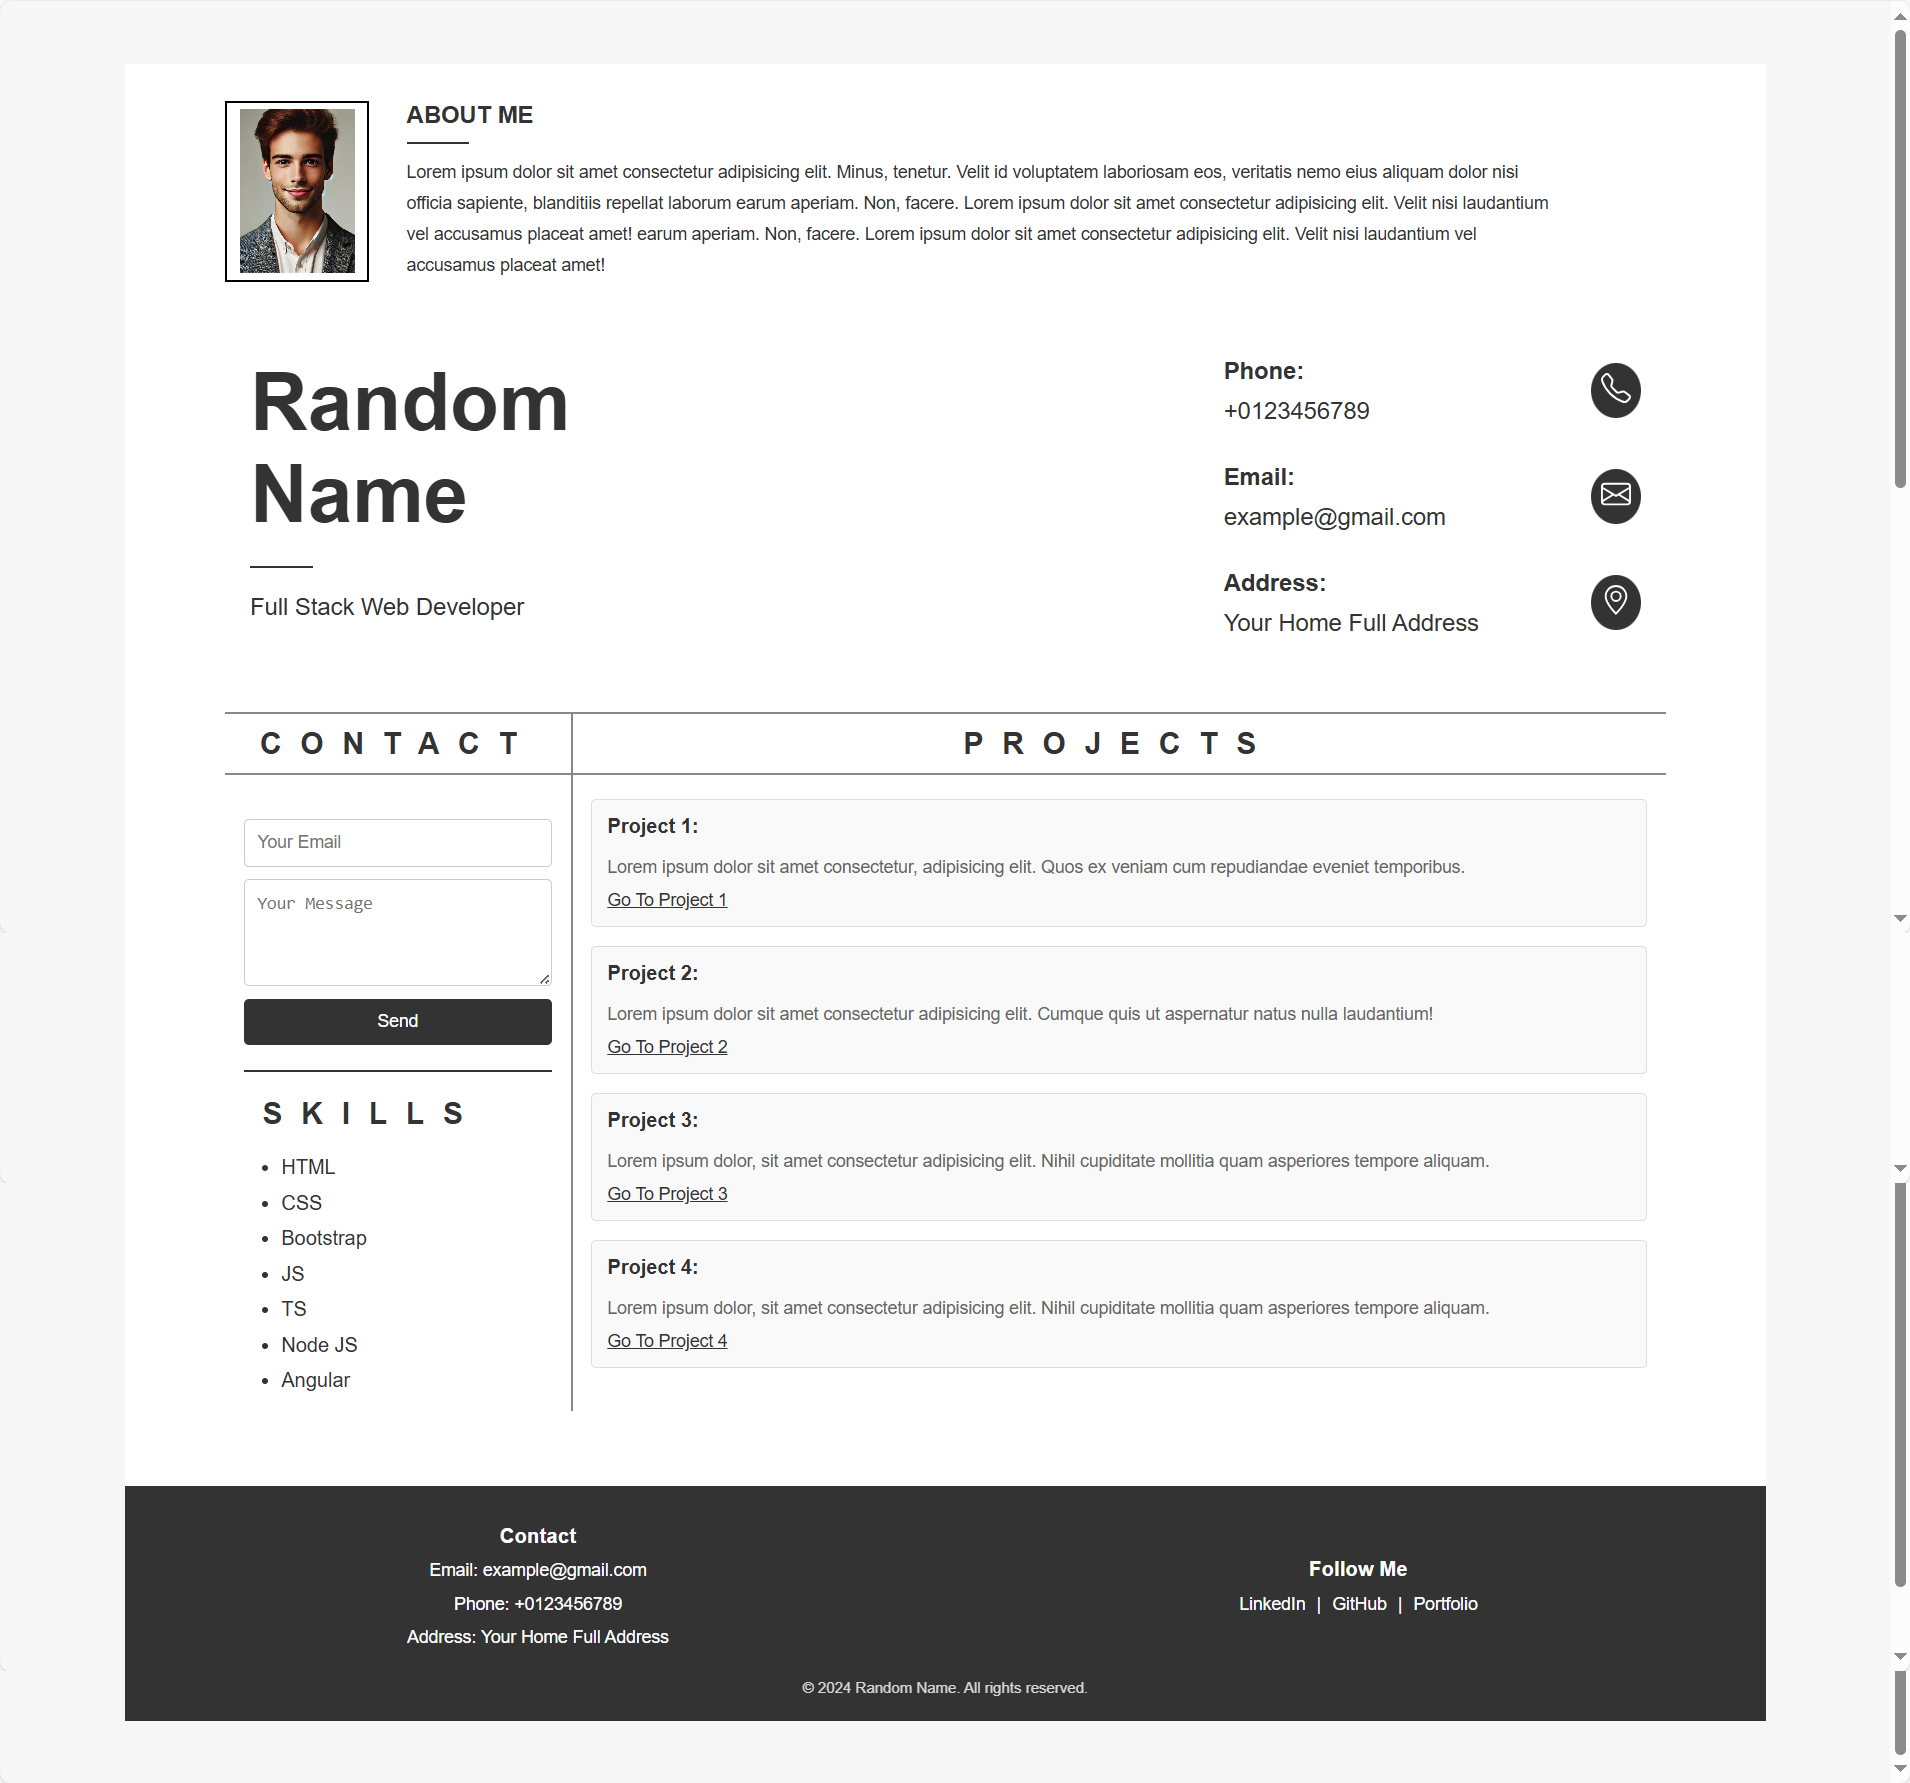 ABOUT ME
Lorem ipsum dolor sit amet consectetur adipisicing elit. Minus, tenetur. Velit id voluptatem laboriosam eos, veritatis nemo eius aliquam dolor nisi
officia sapiente, blanditiis repellat laborum earum aperiam. Non, facere. Lorem ipsum dolor sit amet consectetur adipisicing elit. Velit nisi laudantium
vel accusamus placeat amet! earum aperiam. Non, facere. Lorem ipsum dolor sit amet consectetur adipisicing elit. Velit nisi laudantium vel
accusamus placeat amet!
Random
Name
Full Stack Web Developer
Phone:
+0123456789
Email:
example@gmail.com
Address:
Your Home Full Address
CONTACT
Your Email
Your Message
Send
SKILLS
HTML
CSS
Bootstrap
JS
TS
Node JS
Angular
PROJECTS
Project 1:
Lorem ipsum dolor sit amet consectetur, adipisicing elit. Quos ex veniam cum repudiandae eveniet temporibus.
Go To Project 1
Project 2:
Lorem ipsum dolor sit amet consectetur adipisicing elit. Cumque quis ut aspernatur natus nulla laudantium!
Go To Project 2
Project 3:
Lorem ipsum dolor, sit amet consectetur adipisicing elit. Nihil cupiditate mollitia quam asperiores tempore aliquam.
Go To Project 3
Project 4:
Lorem ipsum dolor, sit amet consectetur adipisicing elit. Nihil cupiditate mollitia quam asperiores tempore aliquam.
Go To Project 4
Contact
Email: example@gmail.com
Phone: +0123456789
Address: Your Home Full Address
Follow Me
LinkedIn | GitHub | Portfolio
© 2024 Random Name. All rights reserved.